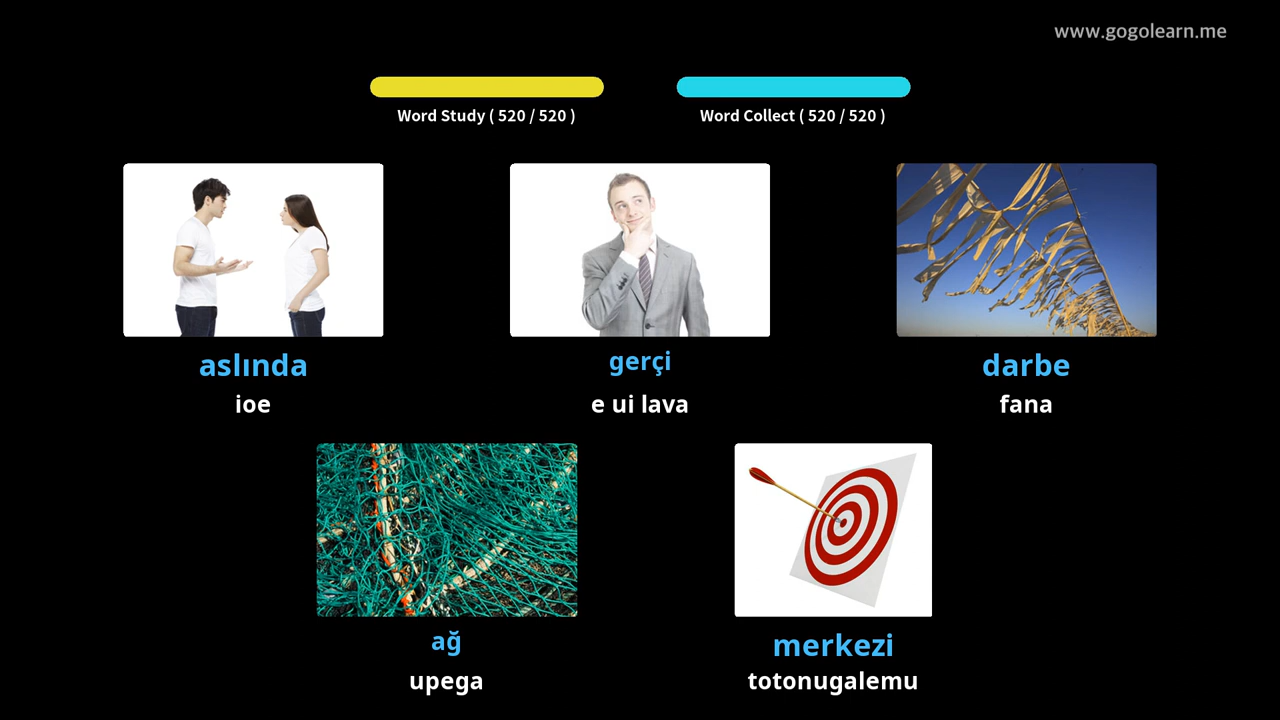 www.gogolearn.me
Word Study ( 520 / 520 )
Word Collect ( 520 / 520 )
aslında
ioe
gerçi
e ui lava
darbe
fana
ağ
upega
merkezi
totonugalemu